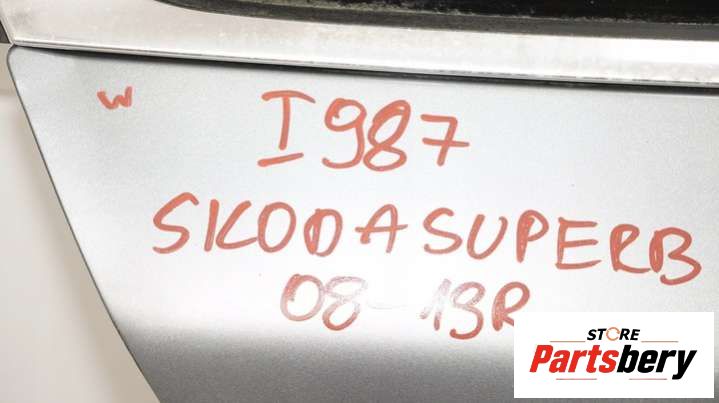 w I987
SKODA SUPERB
08-13R
STORE
Partsbery